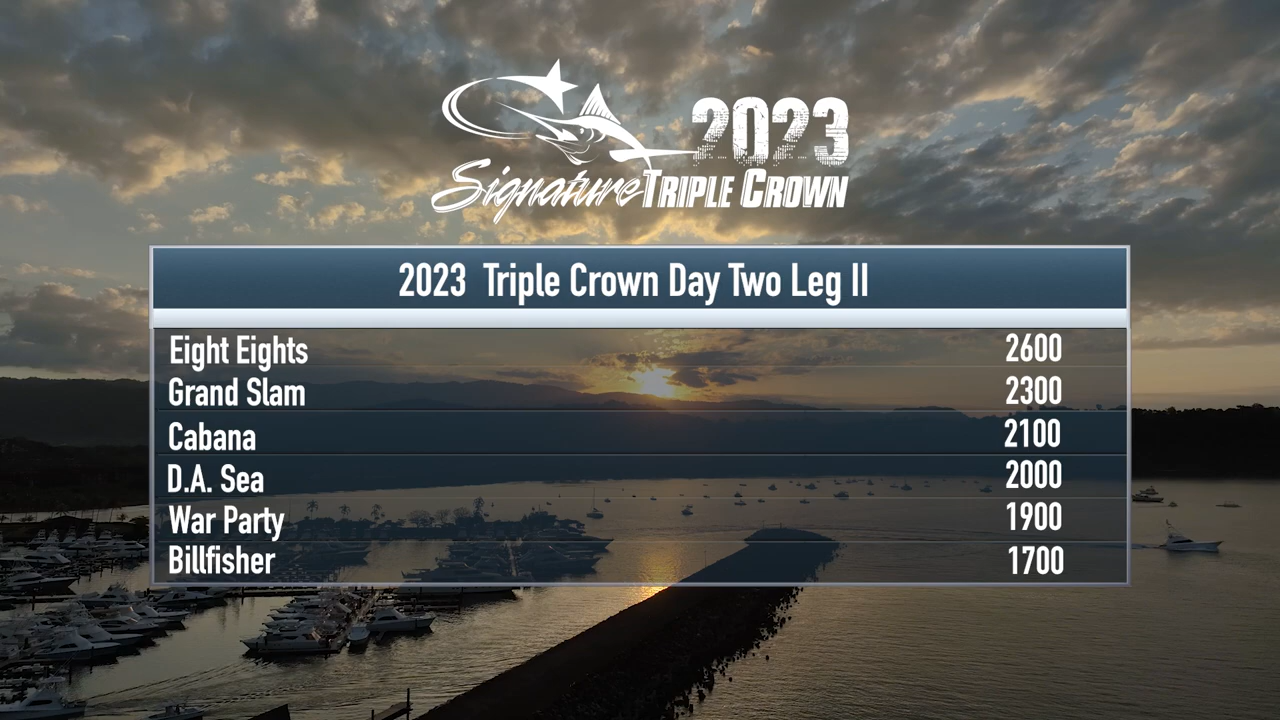 2023
Signature Triple Crown
2023 Triple Crown Day Two Leg II
Eight Eights 2600
Grand Slam 2300
Cabana 2100
D.A. Sea 2000
War Party 1900
Billfisher 1700